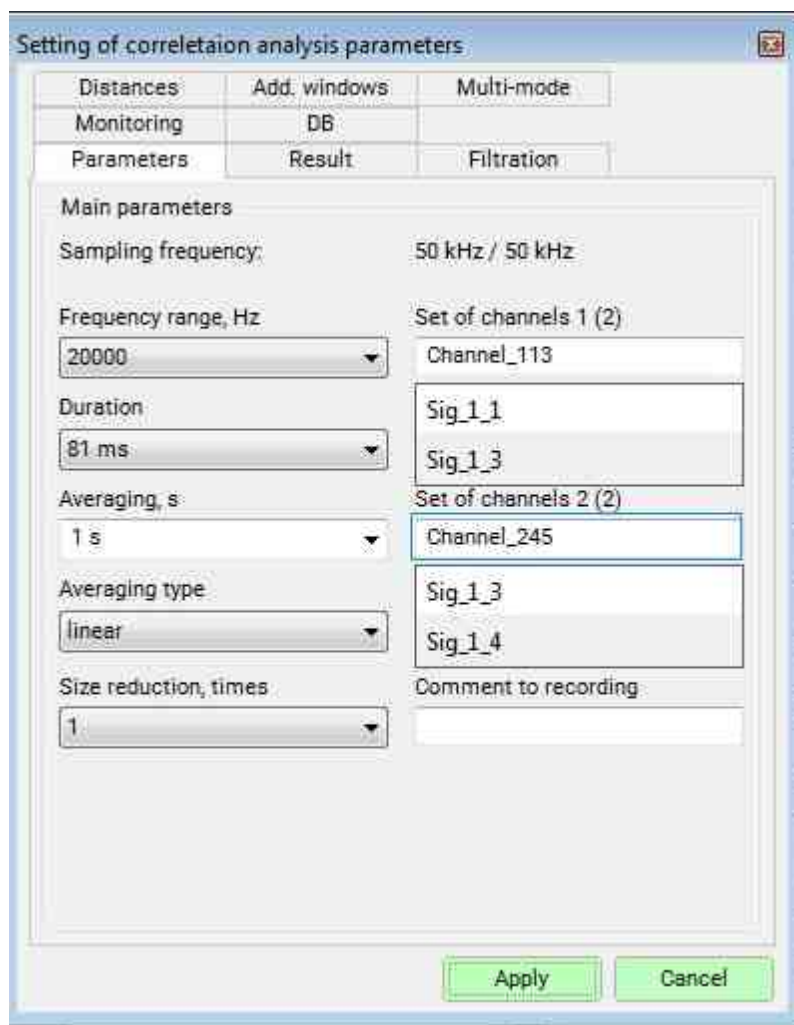 Setting of correletaion analysis parameters
Distances Add. windows Multi-mode
Monitoring DB
Parameters Result Filtration
Main parameters
Sampling frequency: 50 kHz / 50 kHz
Frequency range, Hz Set of channels 1 (2)
20000 Channel_113
Duration Sig_1_1
81 ms Sig_1_3
Averaging, s Set of channels 2 (2)
1 s Channel_245
Averaging type Sig_1_3
linear Sig_1_4
Size reduction, times Comment to recording
1
Apply Cancel